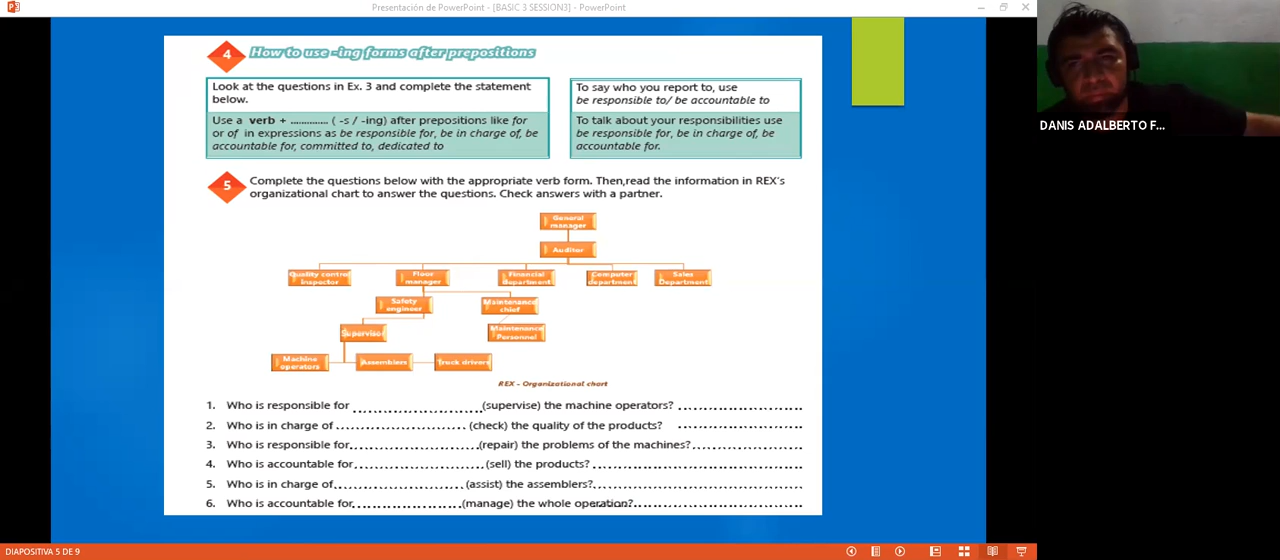 Presentación de PowerPoint - [BASIC 3 SESSION3] - PowerPoint
4
How to use -ing forms after prepositions
Look at the questions in Ex. 3 and complete the statement
below.
Use a verb + ............. ( -s / -ing) after prepositions like for
or of in expressions as be responsible for, be in charge of, be
accountable for, committed to, dedicated to
To say who you report to, use
be responsible to/ be accountable to
To talk about your responsibilities use
be responsible for, be in charge of, be
accountable for.
5
Complete the questions below with the appropriate verb form. Then,read the information in REX's
organizational chart to answer the questions. Check answers with a partner.
General
manager
Auditor
Quality control
Inspector
Floor
manager
Financial
department
Computer
department
Sales
Department
Safety
engineer
Maintenance
chief
Supervisor
Maintenance
Personnel
Machine
operators
Assemblers
Truck drivers
REX - Organizational chart
1. Who is responsible for ........................... (supervise) the machine operators? ..........................
2. Who is in charge of ........................... (check) the quality of the products? ..........................
3. Who is responsible for........................... (repair) the problems of the machines? .......................
4. Who is accountable for........................... (sell) the products? ...........................................
5. Who is in charge of........................... (assist) the assemblers?...........................................
6. Who is accountable for...................... (manage) the whole operation?...................................
DANIS ADALBERTO F...
DIAPOSITIVA 5 DE 9